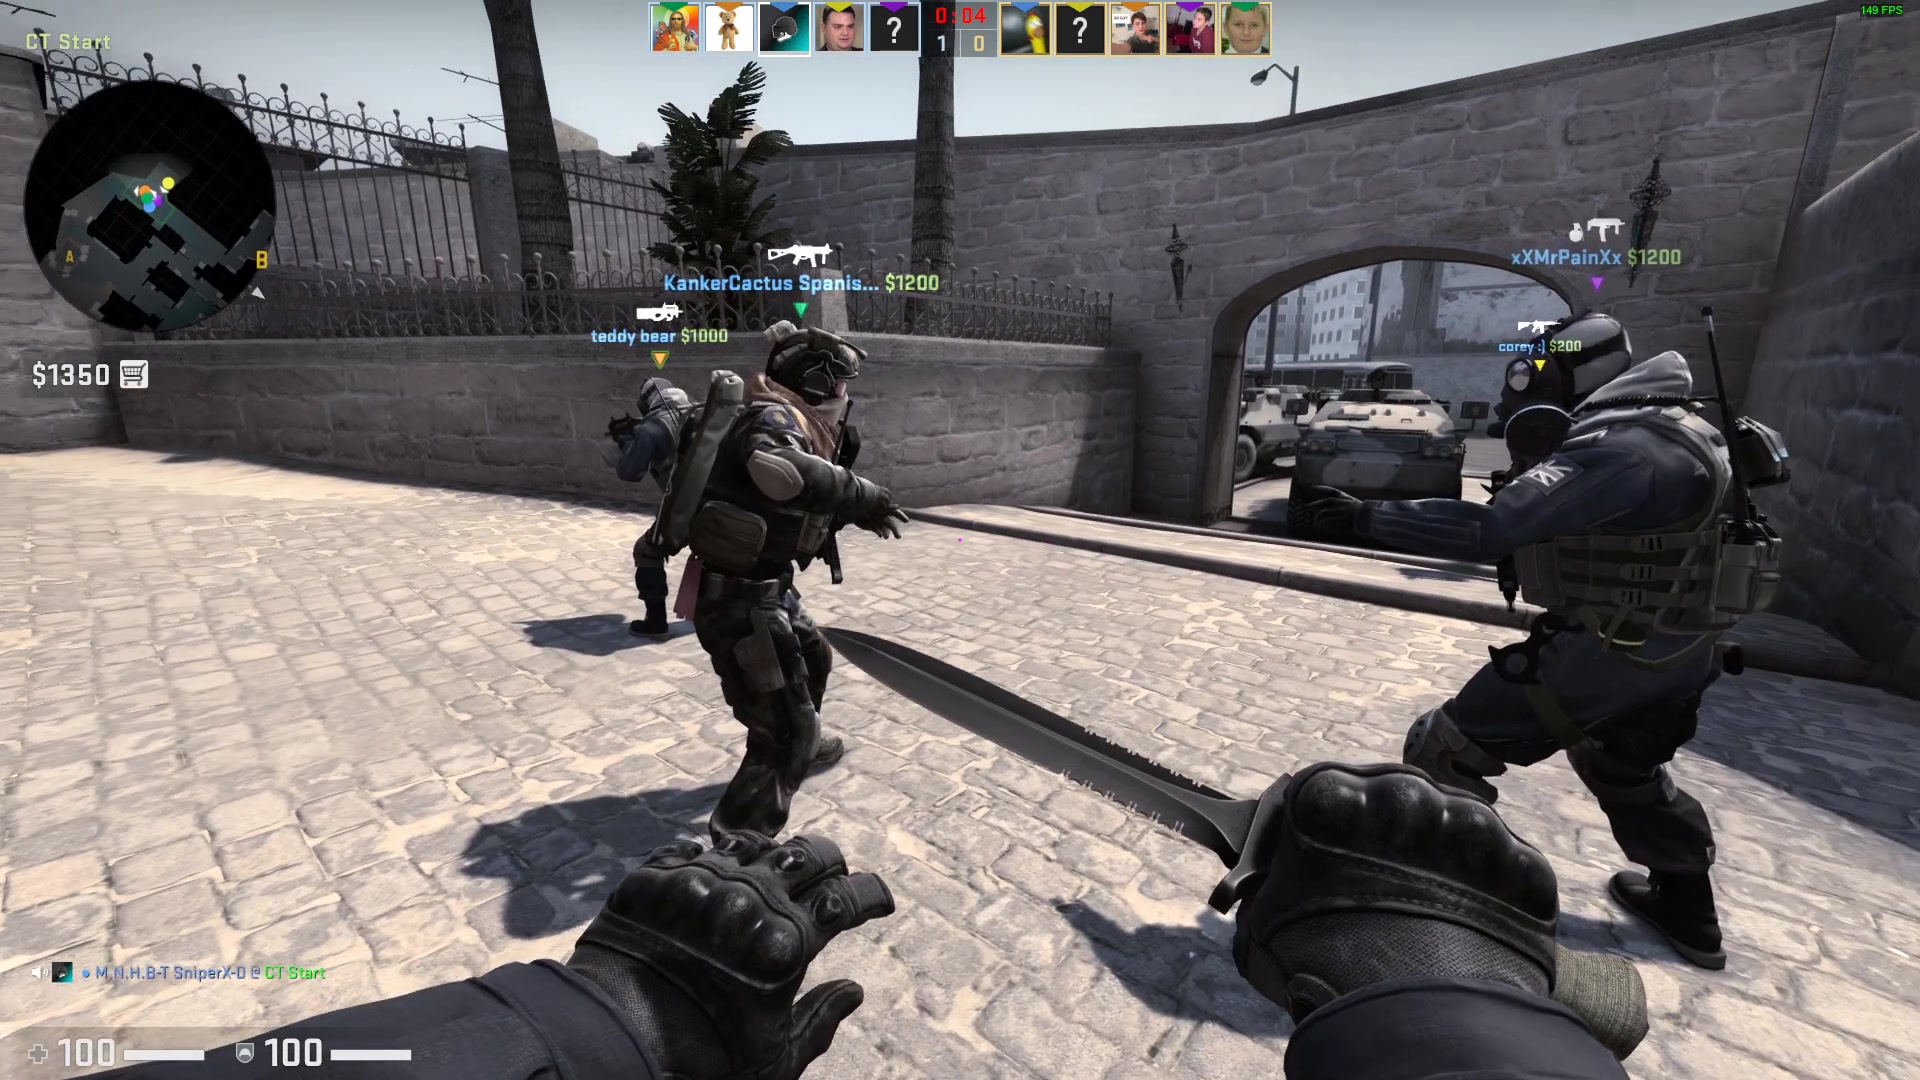 149 FPS
CT Start
0:04
? 1 0 ?
A
B
$1350
xXMrPainXx $1200
KankerCactus Spanis... $1200
teddy bear $1000
corey :) $200
M.N.H.B-T SniperX-D @ CT Start
100 100